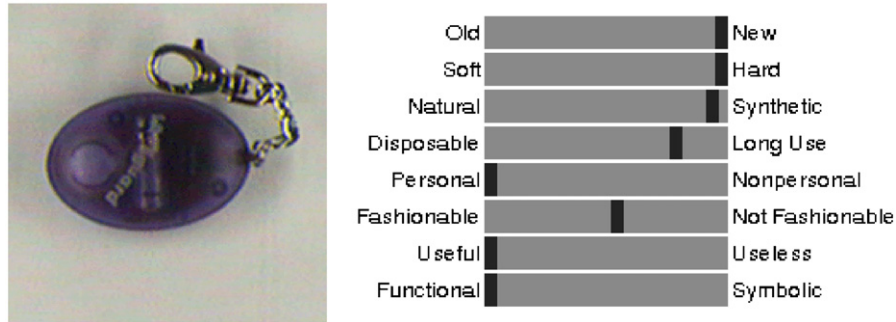 Old New
Soft Hard
Natural Synthetic
Disposable Long Use
Personal Nonpersonal
Fashionable Not Fashionable
Useful Useless
Functional Symbolic